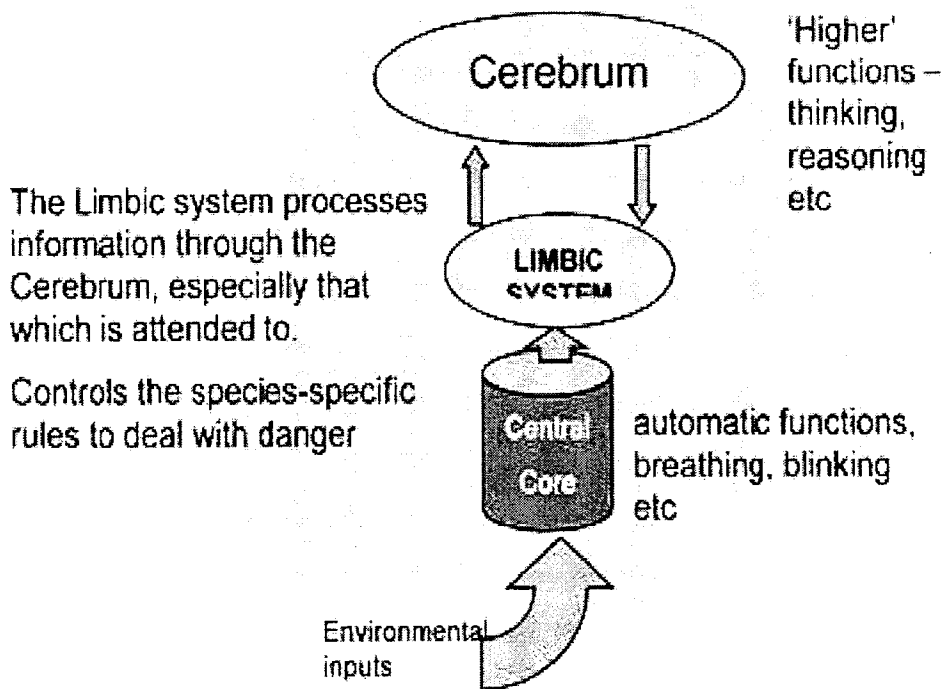 Cerebrum
'Higher'
functions –
thinking,
reasoning
etc
The Limbic system processes
information through the
Cerebrum, especially that
which is attended to.
Controls the species-specific
rules to deal with danger
LIMBIC
SYSTEM
Central
Core
automatic functions,
breathing, blinking
etc
Environmental
inputs